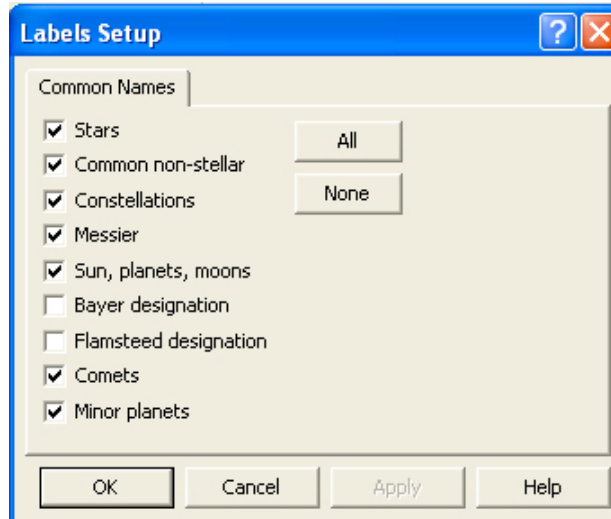 Labels Setup
Common Names
Stars
Common non-stellar
Constellations
Messier
Sun, planets, moons
Bayer designation
Flamsteed designation
Comets
Minor planets
All
None
OK
Cancel
Apply
Help